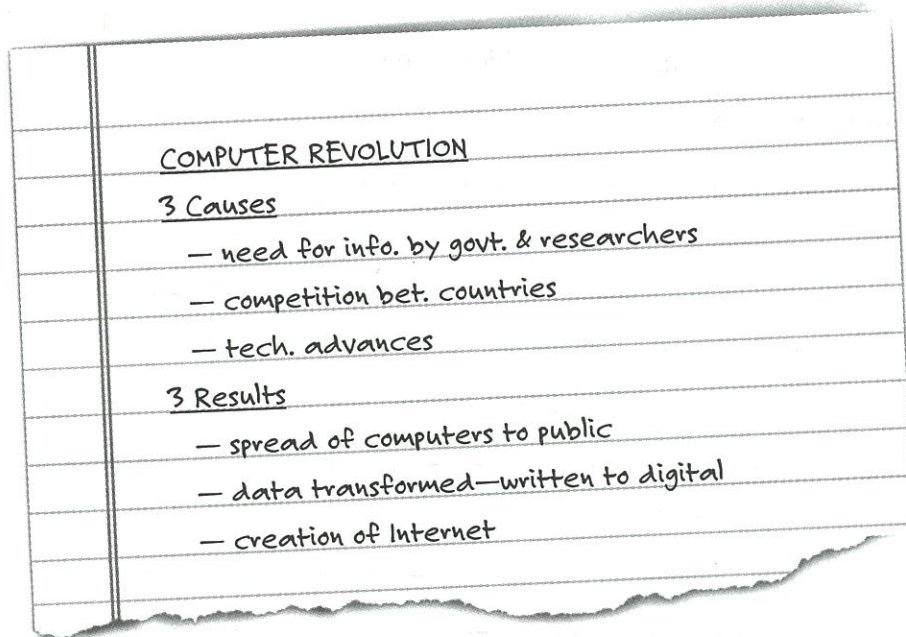 COMPUTER REVOLUTION
3 Causes
— need for info. by govt. & researchers
— competition bet. countries
— tech. advances
3 Results
— spread of computers to public
— data transformed—written to digital
— creation of Internet